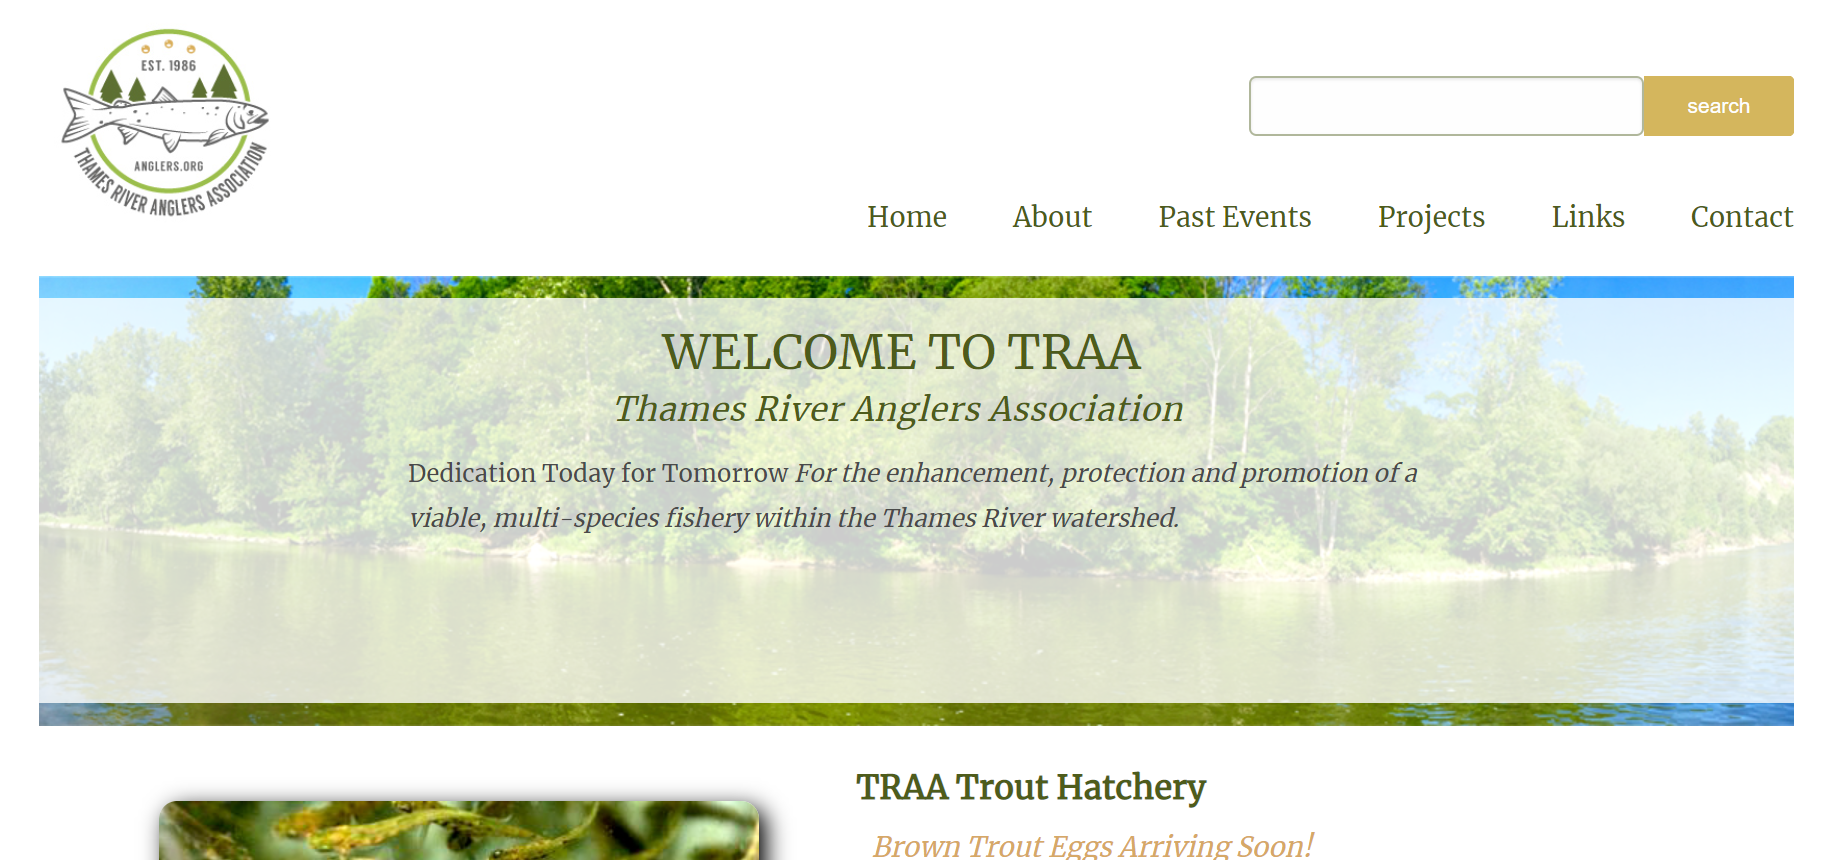 EST. 1986
ANGLERS.ORG
THAMES RIVER ANGLERS ASSOCIATION
search
Home About Past Events Projects Links Contact
WELCOME TO TRAA
Thames River Anglers Association
Dedication Today for Tomorrow For the enhancement, protection and promotion of a
viable, multi-species fishery within the Thames River watershed.
TRAA Trout Hatchery
Brown Trout Eggs Arriving Soon!